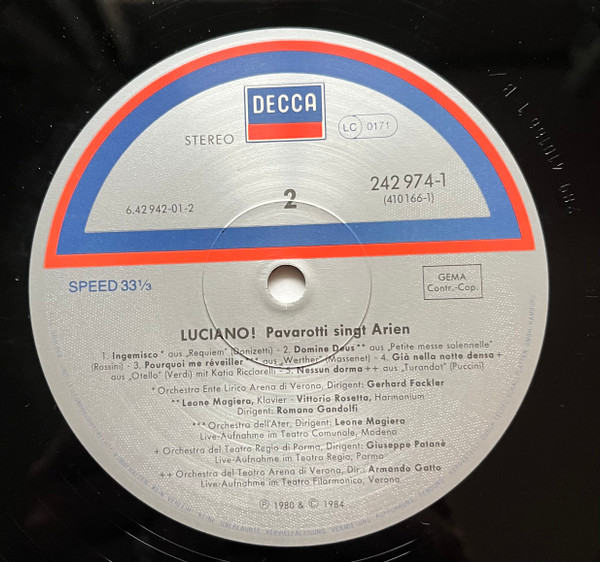 DECCA
STEREO
LC 0171
2
242 974-1
(410 166-1)
6.42 942-01-2
SPEED 33⅓
GEMA
Contr.-Cop.
LUCIANO! Pavarotti singt Arien
1. Ingemisco * aus „Requiem" (Donizetti) - 2. Domine Deus ** aus „Petite messe solennelle"
(Rossini) - 3. Pourquoi me réveiller *** aus „Werther" (Massenet) - 4. Già nella notte densa +
aus „Otello" (Verdi) mit Katia Ricciarelli - 5. Nessun dorma ++ aus „Turandot" (Puccini)
* Orchestra Ente Lirico Arena di Verona, Dirigent: Gerhard Fackler
** Leone Magiera, Klavier - Vittorio Rosetta, Harmonium
Dirigent: Romano Gandolfi
*** Orchestra dell'Ater, Dirigent: Leone Magiera
Live-Aufnahme im Teatro Comunale, Modena
+ Orchestra del Teatro Regio di Parma, Dirigent: Giuseppe Patanè
Live-Aufnahme im Teatro Regio, Parma
++ Orchestra del Teatro Arena di Verona, Dir.: Armando Gatto
Live-Aufnahme im Teatro Filarmonico, Verona
℗ 1980 & © 1984